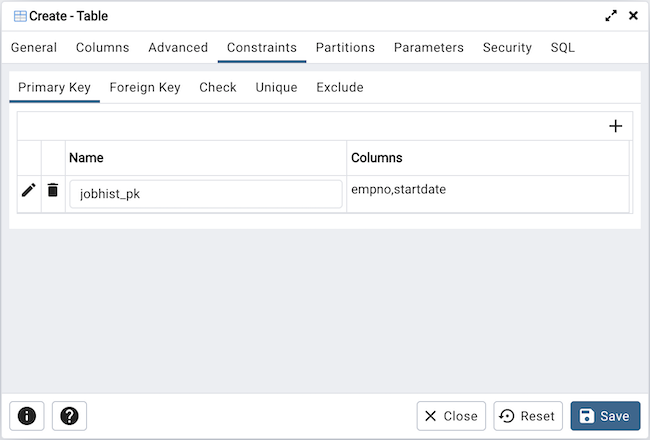 Create - Table
General Columns Advanced Constraints Partitions Parameters Security SQL
Primary Key Foreign Key Check Unique Exclude
Name Columns
jobhist_pk empno,startdate
Close Reset Save